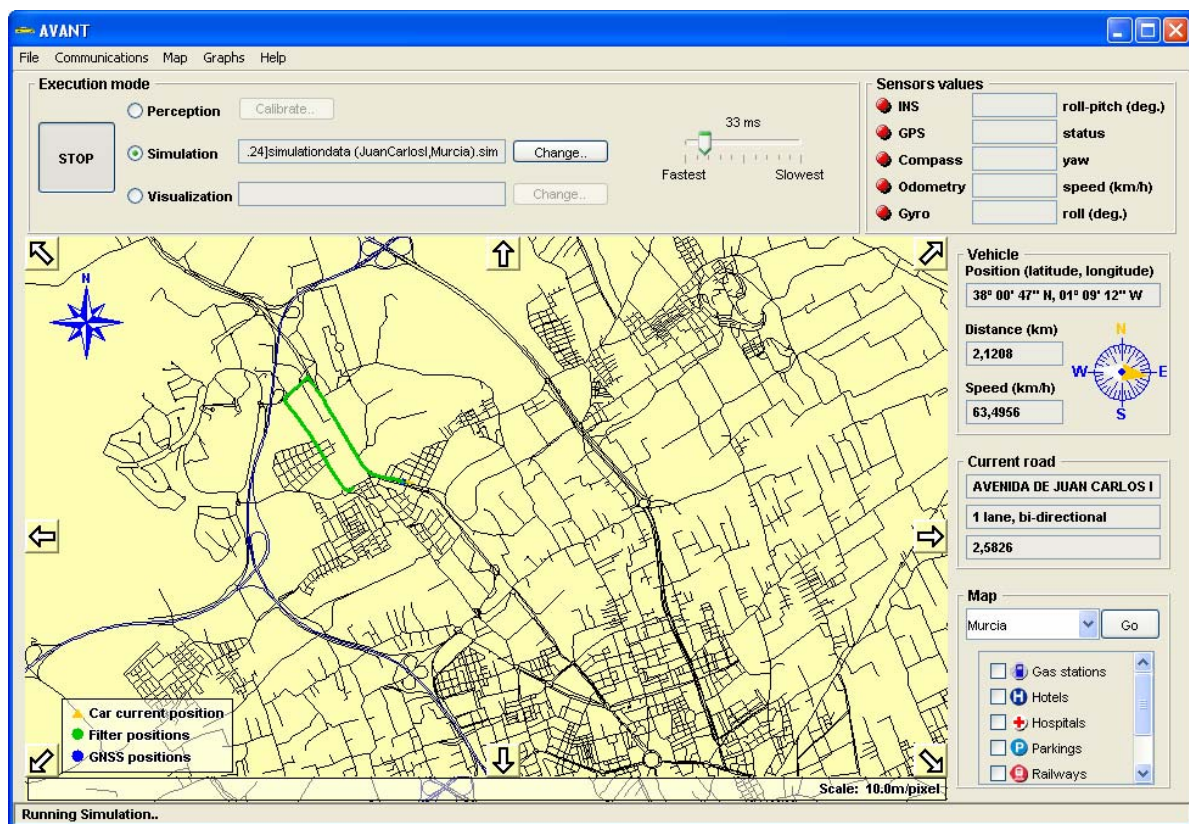 AVANT
File Communications Map Graphs Help
Execution mode
STOP
Perception Calibrate..
Simulation .24]simulationdata (JuanCarlosI,Murcia).sim Change..
Visualization Change..
33 ms
Fastest Slowest
Sensors values
INS roll-pitch (deg.)
GPS status
Compass yaw
Odometry speed (km/h)
Gyro roll (deg.)
N
Car current position
Filter positions
GNSS positions
Scale: 10.0m/pixel
Vehicle
Position (latitude, longitude)
38º 00' 47'' N, 01º 09' 12'' W
Distance (km)
2,1208
Speed (km/h)
63,4956
N
W E
S
Current road
AVENIDA DE JUAN CARLOS I
1 lane, bi-directional
2,5826
Map
Murcia Go
Gas stations
H Hotels
Hospitals
P Parkings
Railways
Running Simulation..